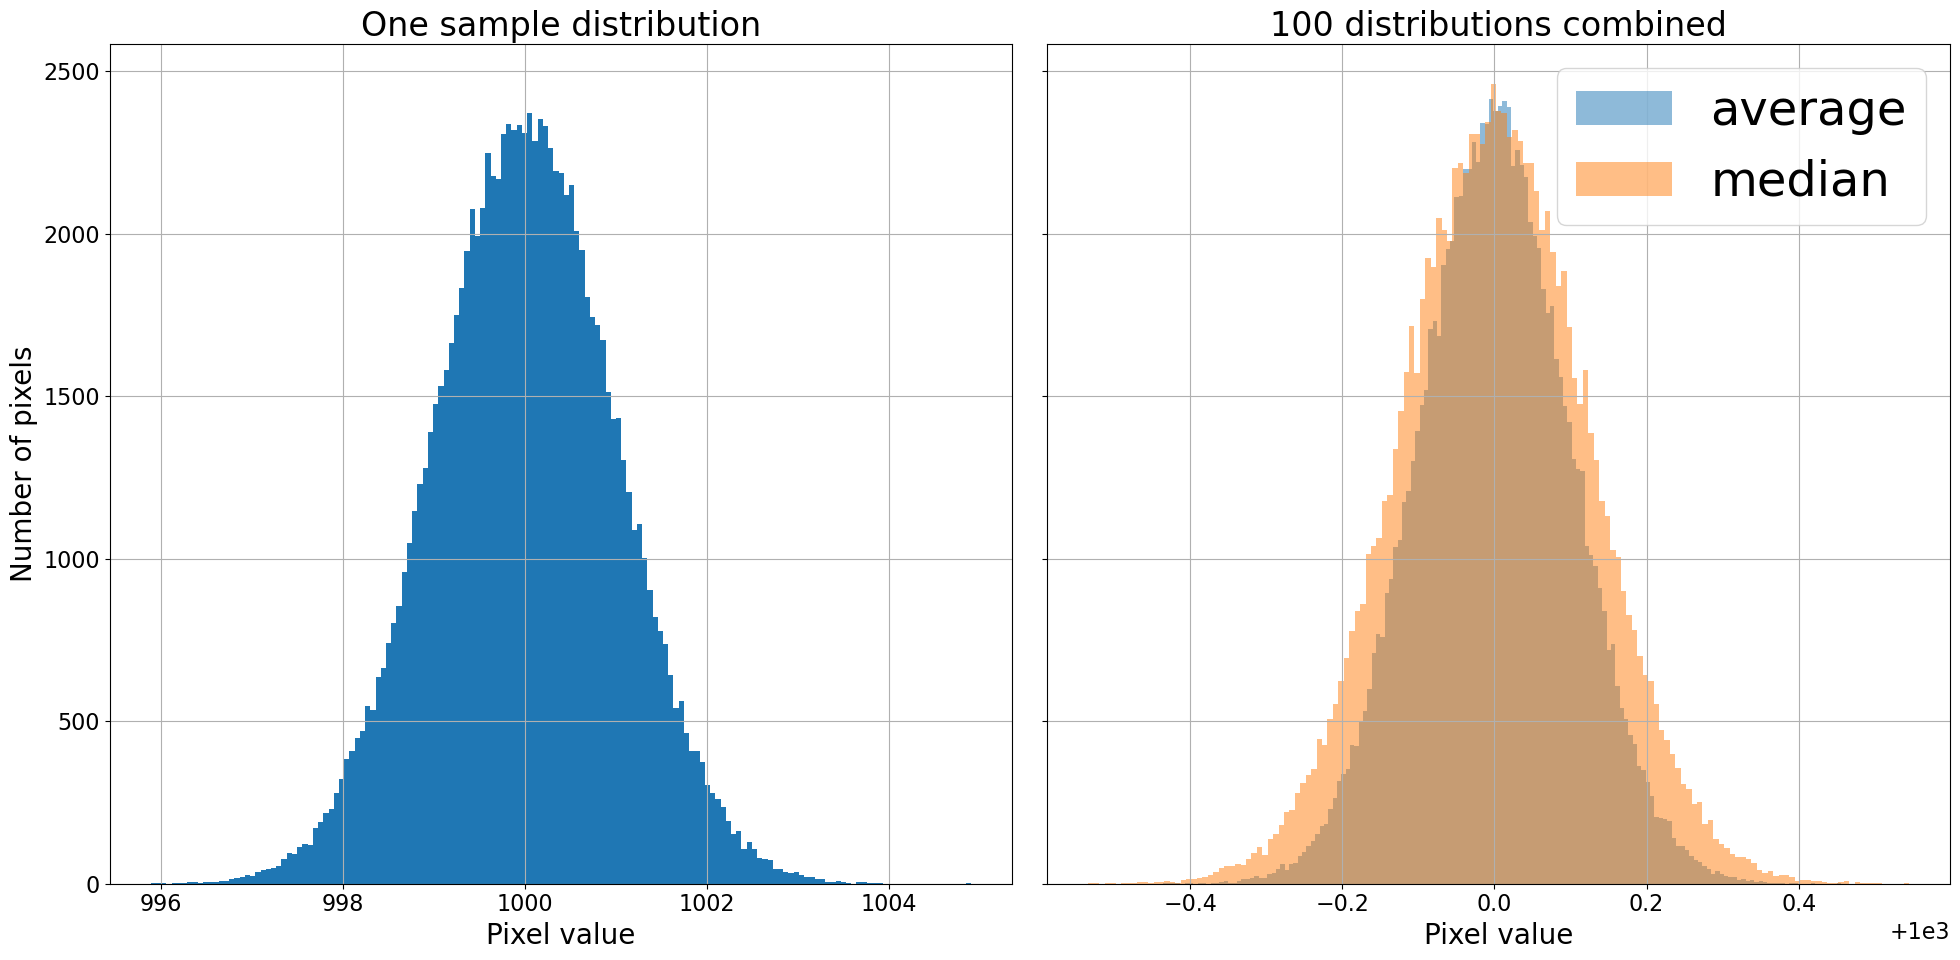 One sample distribution
100 distributions combined
2500
2000
1500
1000
500
0
Number of pixels
996
998
1000
1002
1004
Pixel value
average
median
−0.4
−0.2
0.0
0.2
0.4
+1e3
Pixel value